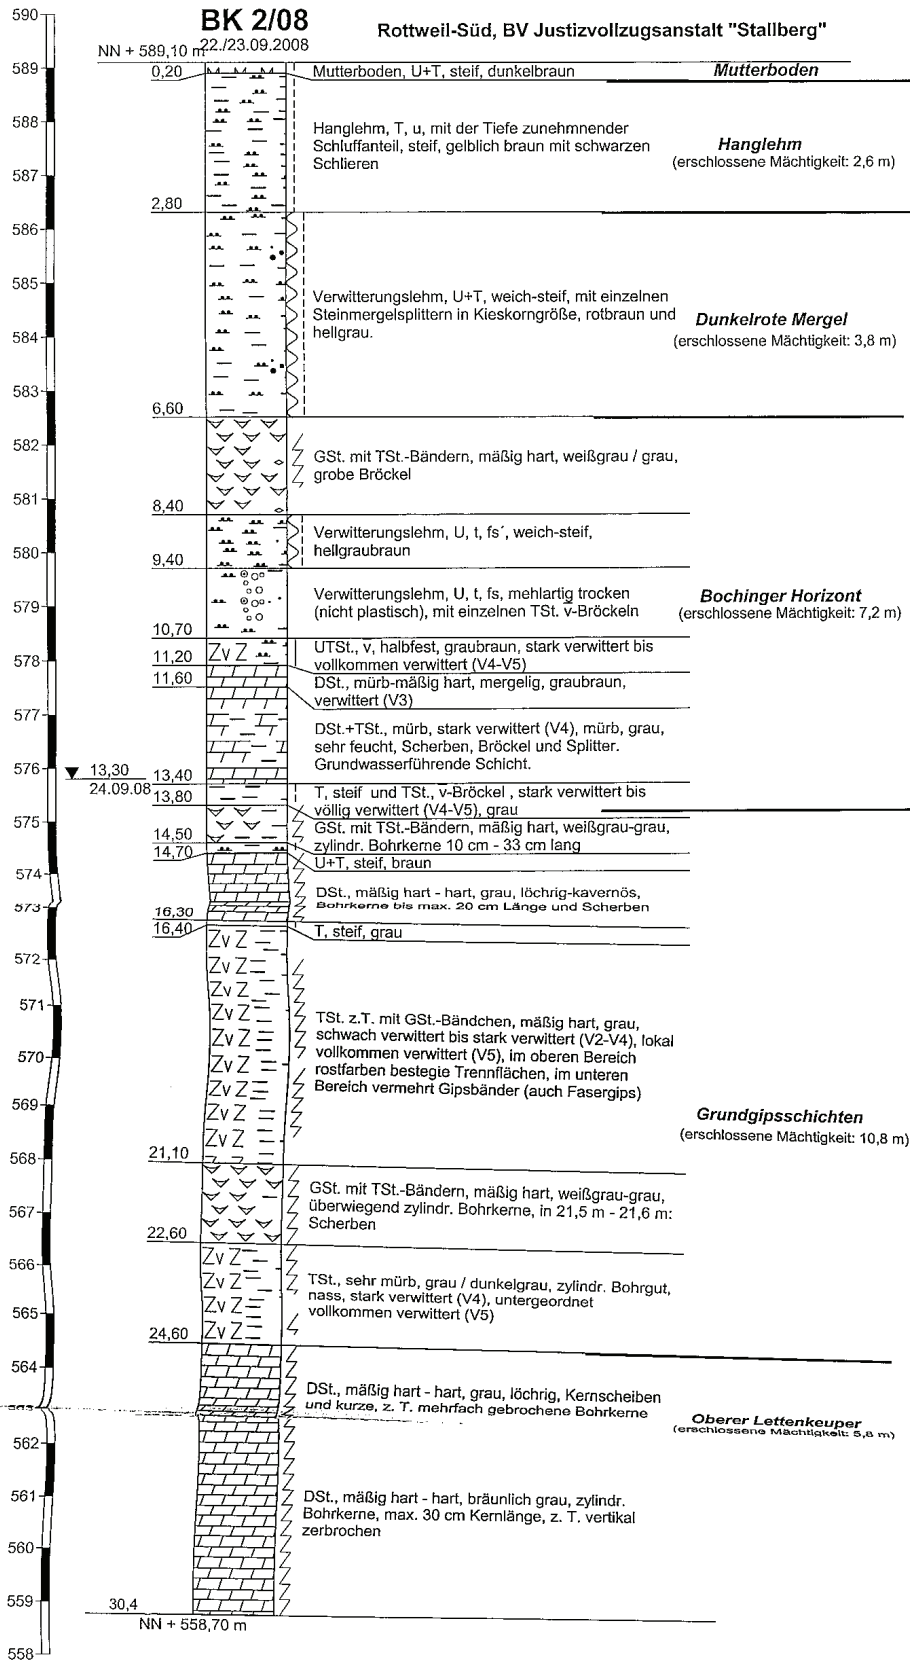 590
BK 2/08
22./23.09.2008
Rottweil-Süd, BV Justizvollzugsanstalt "Stallberg"
NN + 589,10 m
589
0,20
Mutterboden, U+T, steif, dunkelbraun
Mutterboden
588
Hanglehm, T, u, mit der Tiefe zunehmnender
Schluffanteil, steif, gelblich braun mit schwarzen
Schlieren
Hanglehm
(erschlossene Mächtigkeit: 2,6 m)
587
2,80
586
585
Verwitterungslehm, U+T, weich-steif, mit einzelnen
Steinmergelsplittern in Kieskorngröße, rotbraun und
hellgrau.
Dunkelrote Mergel
(erschlossene Mächtigkeit: 3,8 m)
584
583
6,60
582
GSt. mit TSt.-Bändern, mäßig hart, weißgrau / grau,
grobe Bröckel
581
8,40
Verwitterungslehm, U, t, fs´, weich-steif,
hellgraubraun
580
9,40
Verwitterungslehm, U, t, fs, mehlartig trocken
(nicht plastisch), mit einzelnen TSt. v̄-Bröckeln
Bochinger Horizont
(erschlossene Mächtigkeit: 7,2 m)
579
10,70
UTSt., v, halbfest, graubraun, stark verwittert bis
vollkommen verwittert (V4-V5)
578
11,20
ZvZ
11,60
DSt., mürb-mäßig hart, mergelig, graubraun,
verwittert (V3)
577
DSt.+TSt., mürb, stark verwittert (V4), mürb, grau,
sehr feucht, Scherben, Bröckel und Splitter.
Grundwasserführende Schicht.
576
13,30
24.09.08
13,40
T, steif und TSt., v-Bröckel , stark verwittert bis
völlig verwittert (V4-V5), grau
13,80
575
GSt. mit TSt.-Bändern, mäßig hart, weißgrau-grau,
zylindr. Bohrkerne 10 cm - 33 cm lang
14,50
14,70
U+T, steif, braun
574
DSt., mäßig hart - hart, grau, löchrig-kavernös,
Bohrkerne bis max. 20 cm Länge und Scherben
573
16,30
16,40
T, steif, grau
ZvZ
572
ZvZ
ZvZ
571
ZvZ
TSt. z.T. mit GSt.-Bändchen, mäßig hart, grau,
schwach verwittert bis stark verwittert (V2-V4), lokal
vollkommen verwittert (V5), im oberen Bereich
rostfarben bestegie Trennflächen, im unteren
Bereich vermehrt Gipsbänder (auch Fasergips)
ZvZ
570
ZvZ
ZvZ
569
ZvZ
Grundgipsschichten
(erschlossene Mächtigkeit: 10,8 m)
ZvZ
568
21,10
ZvZ
GSt. mit TSt.-Bändern, mäßig hart, weißgrau-grau,
überwiegend zylindr. Bohrkerne, in 21,5 m - 21,6 m:
Scherben
567
22,60
566
ZvZ
ZvZ
TSt., sehr mürb, grau / dunkelgrau, zylindr. Bohrgut,
nass, stark verwittert (V4), untergeordnet
vollkommen verwittert (V5)
565
ZvZ
24,60
ZvZ
564
DSt., mäßig hart - hart, grau, löchrig, Kernscheiben
und kurze, z. T. mehrfach gebrochene Bohrkerne
Oberer Lettenkeuper
(erschlossene Mächtigkeit: 5,8 m)
562
561
DSt., mäßig hart - hart, bräunlich grau, zylindr.
Bohrkerne, max. 30 cm Kernlänge, z. T. vertikal
zerbrochen
560
559
30,4
NN + 558,70 m
558